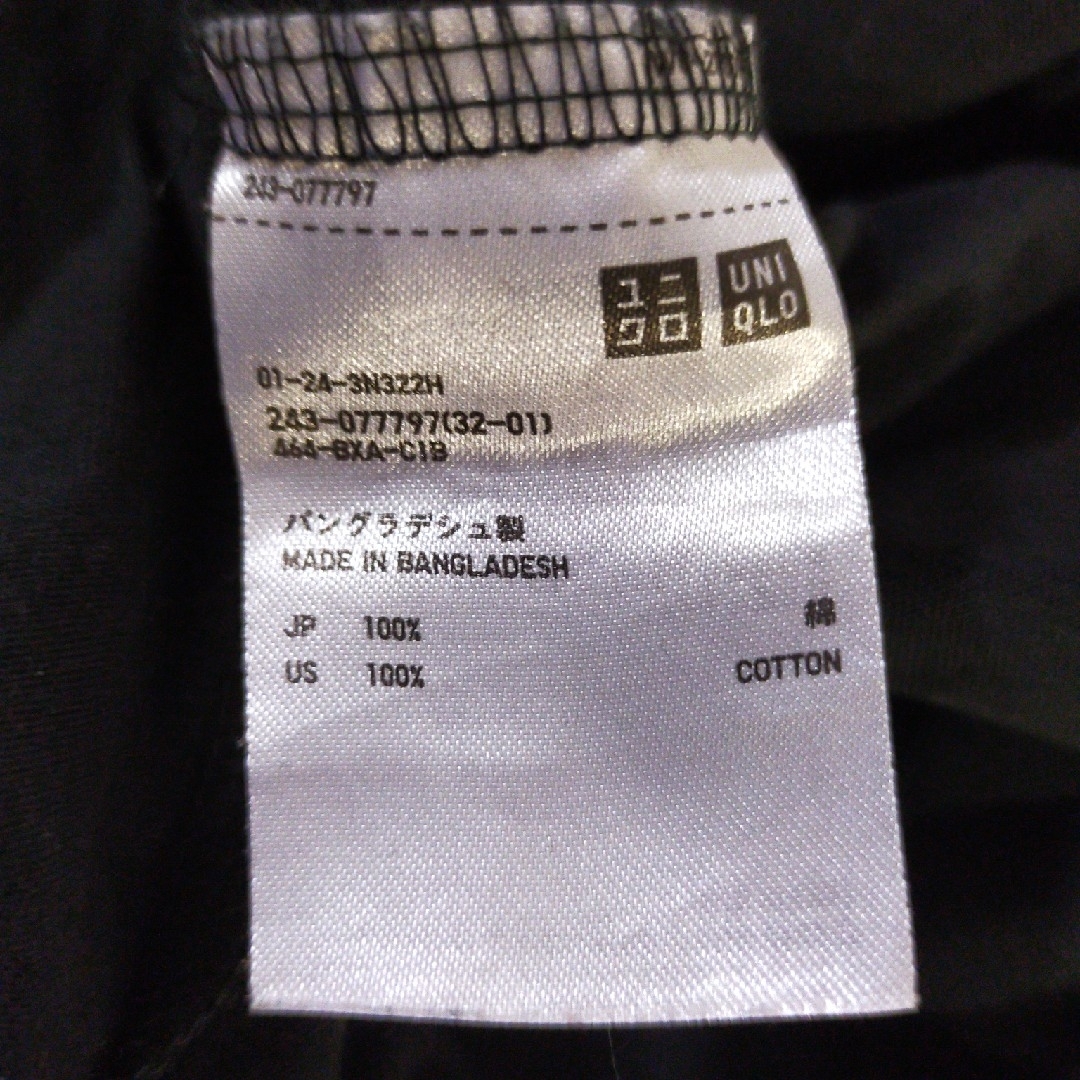 243-077797
ユニ UNI
クロ QLO
01-24-3N322H
243-077797(32-01)
464-BXA-C1B
バングラデシュ製
MADE IN BANGLADESH
JP 100% 綿
US 100% COTTON